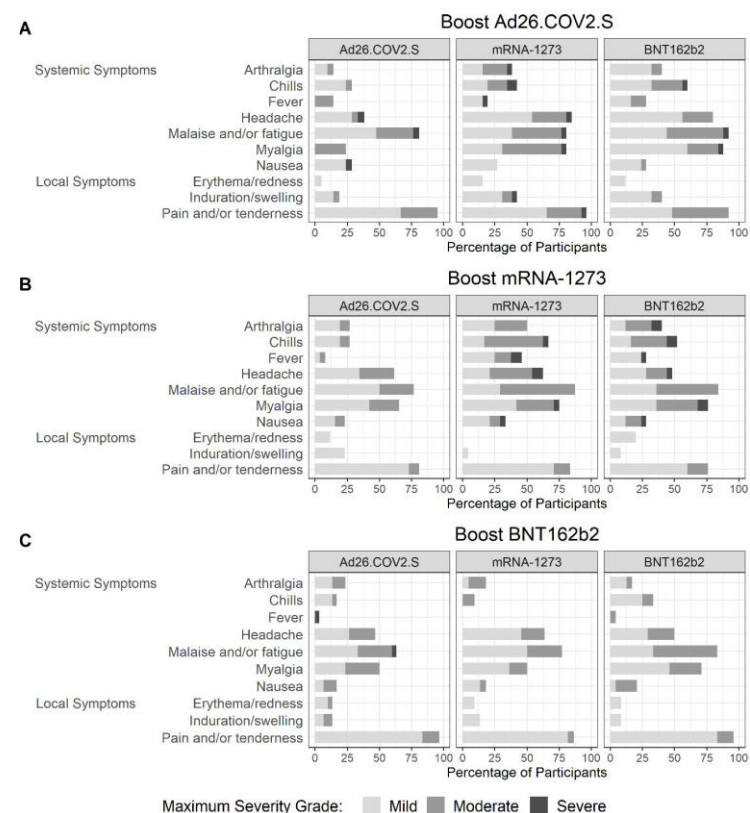 A
Boost Ad26.COV2.S
Ad26.COV2.S mRNA-1273 BNT162b2
Systemic Symptoms Arthralgia
Chills
Fever
Headache
Malaise and/or fatigue
Myalgia
Nausea
Local Symptoms Erythema/redness
Induration/swelling
Pain and/or tenderness
0 25 50 75 100 0 25 50 75 100 0 25 50 75 100
Percentage of Participants
B
Boost mRNA-1273
Ad26.COV2.S mRNA-1273 BNT162b2
Systemic Symptoms Arthralgia
Chills
Fever
Headache
Malaise and/or fatigue
Myalgia
Nausea
Local Symptoms Erythema/redness
Induration/swelling
Pain and/or tenderness
0 25 50 75 100 0 25 50 75 100 0 25 50 75 100
Percentage of Participants
C
Boost BNT162b2
Ad26.COV2.S mRNA-1273 BNT162b2
Systemic Symptoms Arthralgia
Chills
Fever
Headache
Malaise and/or fatigue
Myalgia
Nausea
Local Symptoms Erythema/redness
Induration/swelling
Pain and/or tenderness
0 25 50 75 100 0 25 50 75 100 0 25 50 75 100
Percentage of Participants
Maximum Severity Grade: Mild Moderate Severe